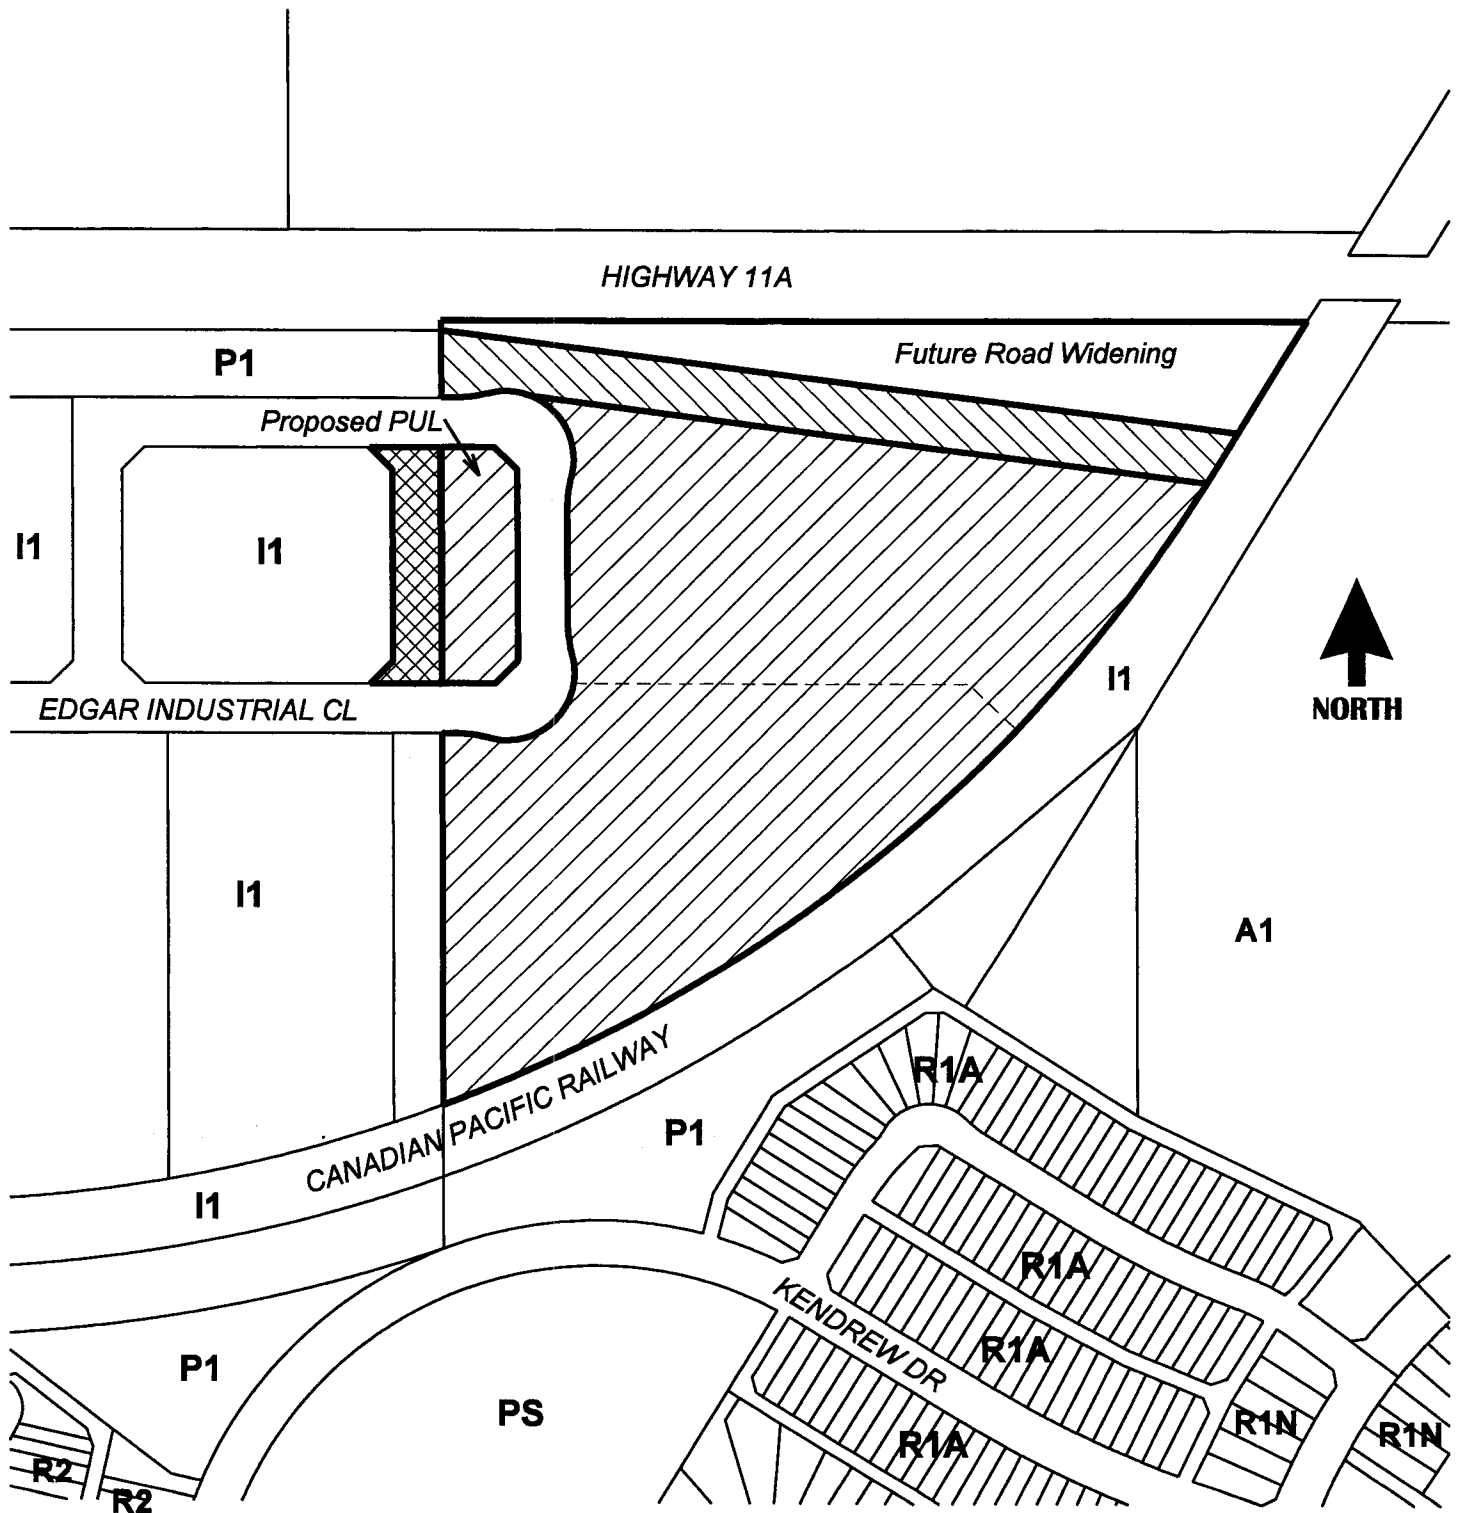 HIGHWAY 11A
Future Road Widening
P1
Proposed PUL
I1
I1
EDGAR INDUSTRIAL CL
I1
NORTH
I1
A1
CANADIAN PACIFIC RAILWAY
R1A
P1
I1
R1A
KENDREW DR
R1A
P1
PS
R1A
R1N
R1N
R2
R2